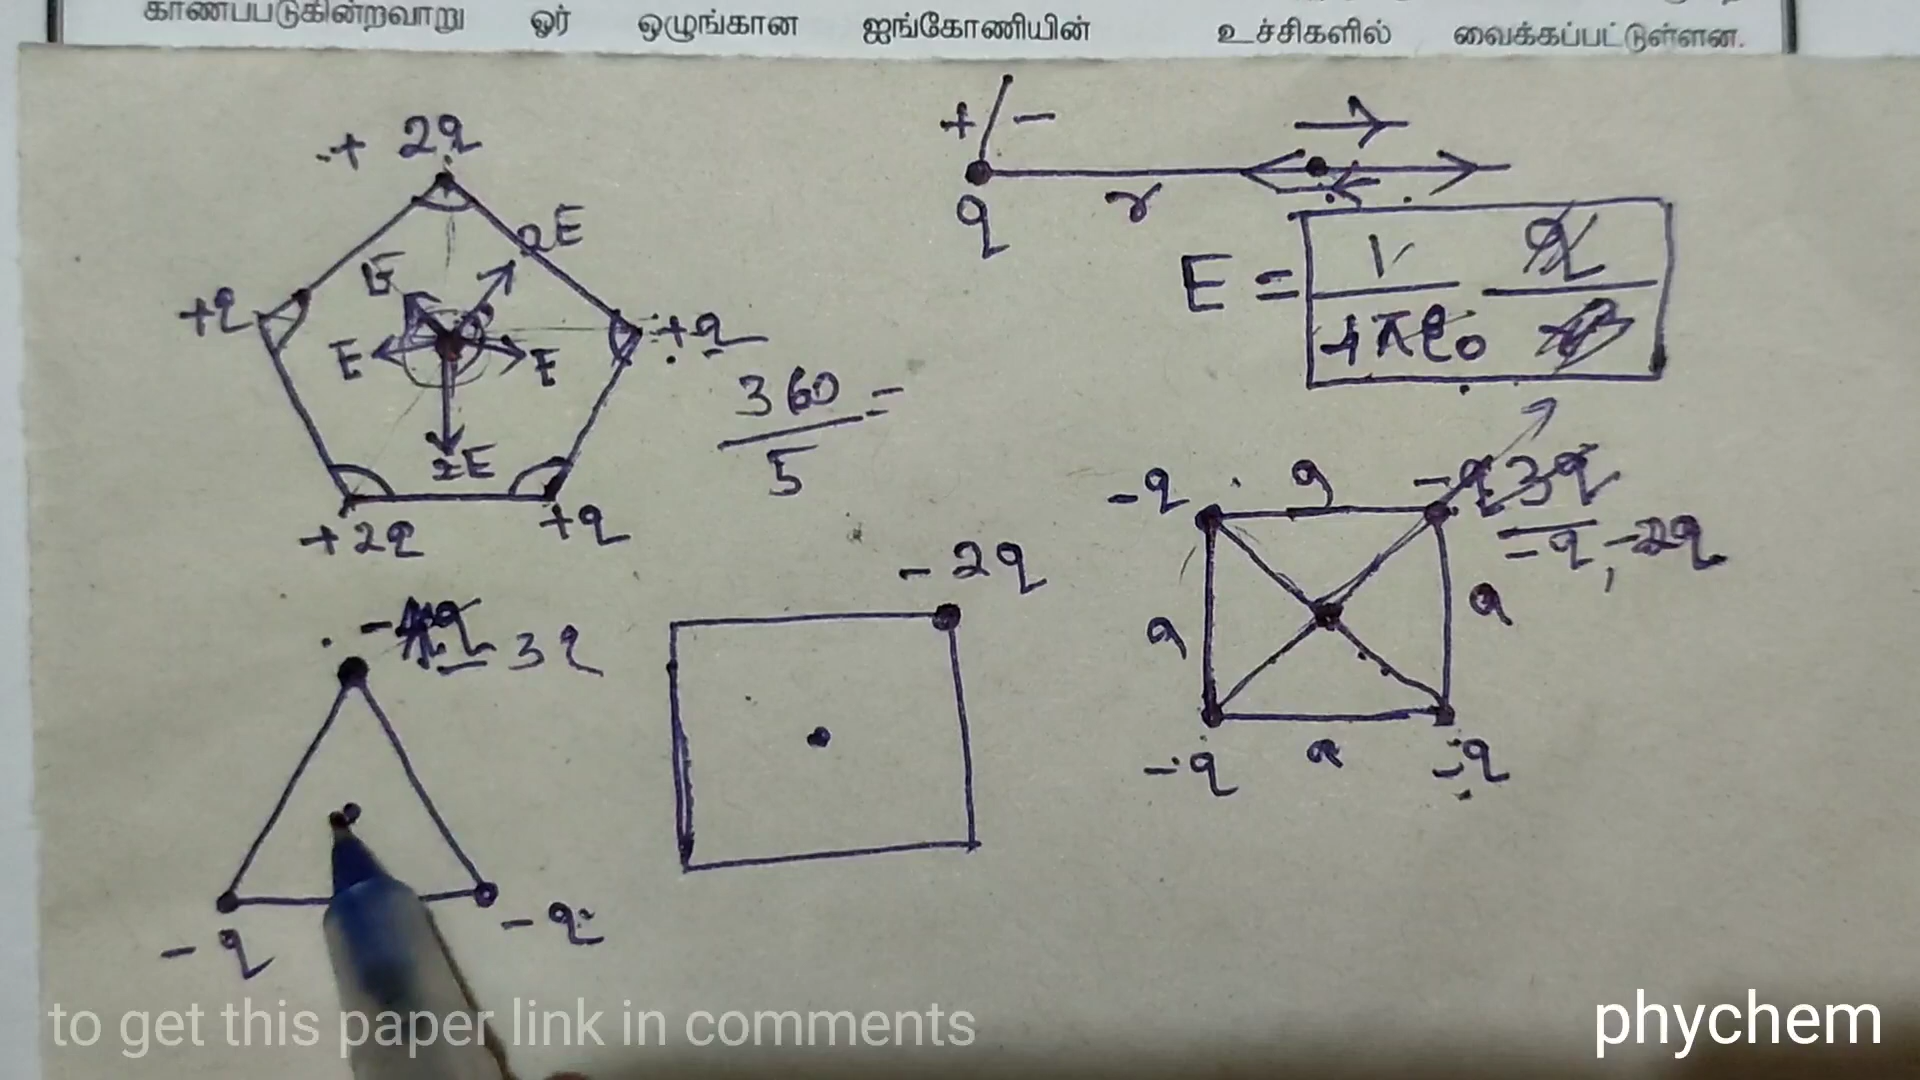 காணப்படுகின்றவாறு ஓர் ஒழுங்கான ஐங்கோணியின் உச்சிகளில் வைக்கப்பட்டுள்ளன.
+ 2q
+q
+q
+2q
+q
2E
E
E
E
2E
360/5 =
+/-
q
r
E = 1/4πε0
-q
a
3q
= -q, -2q
a
a
-q
a
-q
- 2q
3q
-q
-q
to get this paper link in comments
phychem